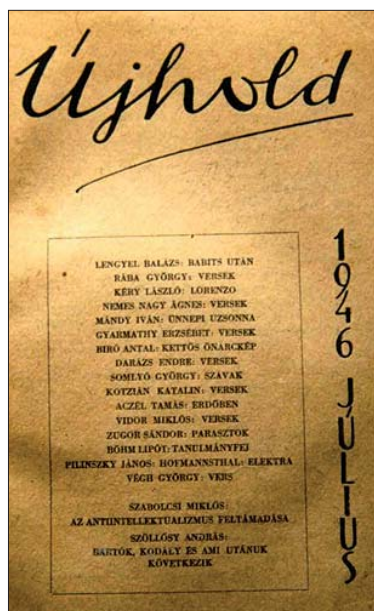 Újhold
1946 JÚLIUS
LENGYEL BALÁZS: BABITS UTÁN
RÁBA GYÖRGY: VERSEK
KÉRY LÁSZLÓ: LORENZO
NEMES NAGY ÁGNES: VERSEK
MÁNDY IVÁN: ÜNNEPI UZSONNA
GYARMATHY ERZSÉBET: VERSEK
BIRÓ ANTAL: KETTŐS ÖNARCKÉP
DARÁZS ENDRE: VERSEK
SOMLYÓ GYÖRGY: SZAVAK
KOTZIÁN KATALIN: VERSEK
ACZÉL TAMÁS: ERDŐBEN
VIDOR MIKLÓS: VERSEK
ZUGOR SÁNDOR: PARASZTOK
BÖHM LIPÓT: TANULMÁNYFEJ
PILINSZKY JÁNOS: HOFMANNSTHAL: ELEKTRA
VÉGH GYÖRGY: VERS
SZABOLCSI MIKLÓS:
AZ ANTIINTELLEKTUALIZMUS FELTÁMADÁSA
SZŐLLŐSY ANDRÁS:
BARTÓK, KODÁLY ÉS AMI UTÁNUK
KÖVETKEZIK